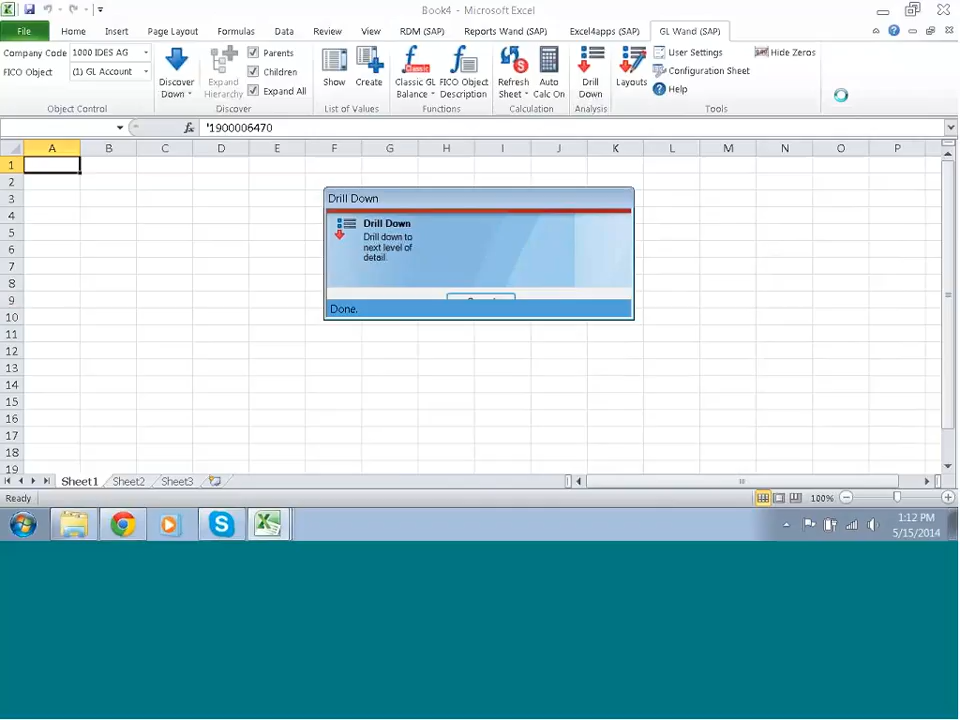 Book4 - Microsoft Excel
File Home Insert Page Layout Formulas Data Review View RDM (SAP) Reports Wand (SAP) Excel4apps (SAP) GL Wand (SAP)
Company Code 1000 IDES AG
FICO Object (1) GL Account
Object Control
Discover Down
Expand Hierarchy
Parents
Children
Expand All
Discover
Show Create
List of Values
Classic
Classic GL Balance
FICO Object Description
Functions
Refresh Sheet
Auto Calc On
Calculation
Drill Down
Analysis
Layouts
User Settings
Configuration Sheet
Help
Hide Zeros
Tools
fx '1900006470
A B C D E F G H I J K L M N O P
1
2
3
4
5
6
7
8
9
10
11
12
13
14
15
16
17
18
19
Drill Down
Drill Down
Drill down to
next level of
detail.
Done.
Sheet1 Sheet2 Sheet3
Ready 100%
1:12 PM
5/15/2014